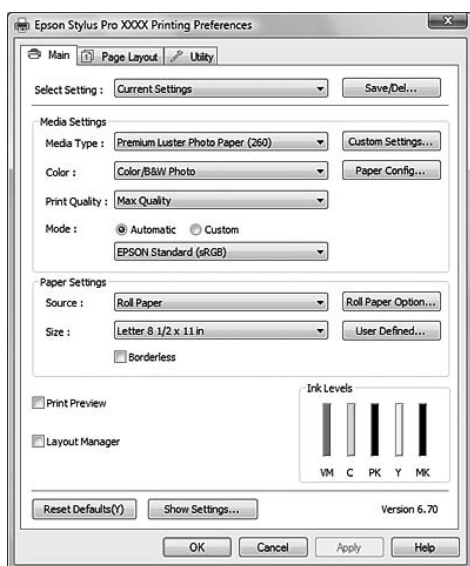 Epson Stylus Pro XXXX Printing Preferences
Main Page Layout Utility
Select Setting : Current Settings Save/Del...
Media Settings
Media Type : Premium Luster Photo Paper (260) Custom Settings...
Color : Color/B&W Photo Paper Config...
Print Quality : Max Quality
Mode : Automatic Custom
EPSON Standard (sRGB)
Paper Settings
Source : Roll Paper Roll Paper Option...
Size : Letter 8 1/2 x 11 in User Defined...
Borderless
Print Preview
Layout Manager
Ink Levels
VM C PK Y MK
Reset Defaults(Y) Show Settings... Version 6.70
OK Cancel Apply Help